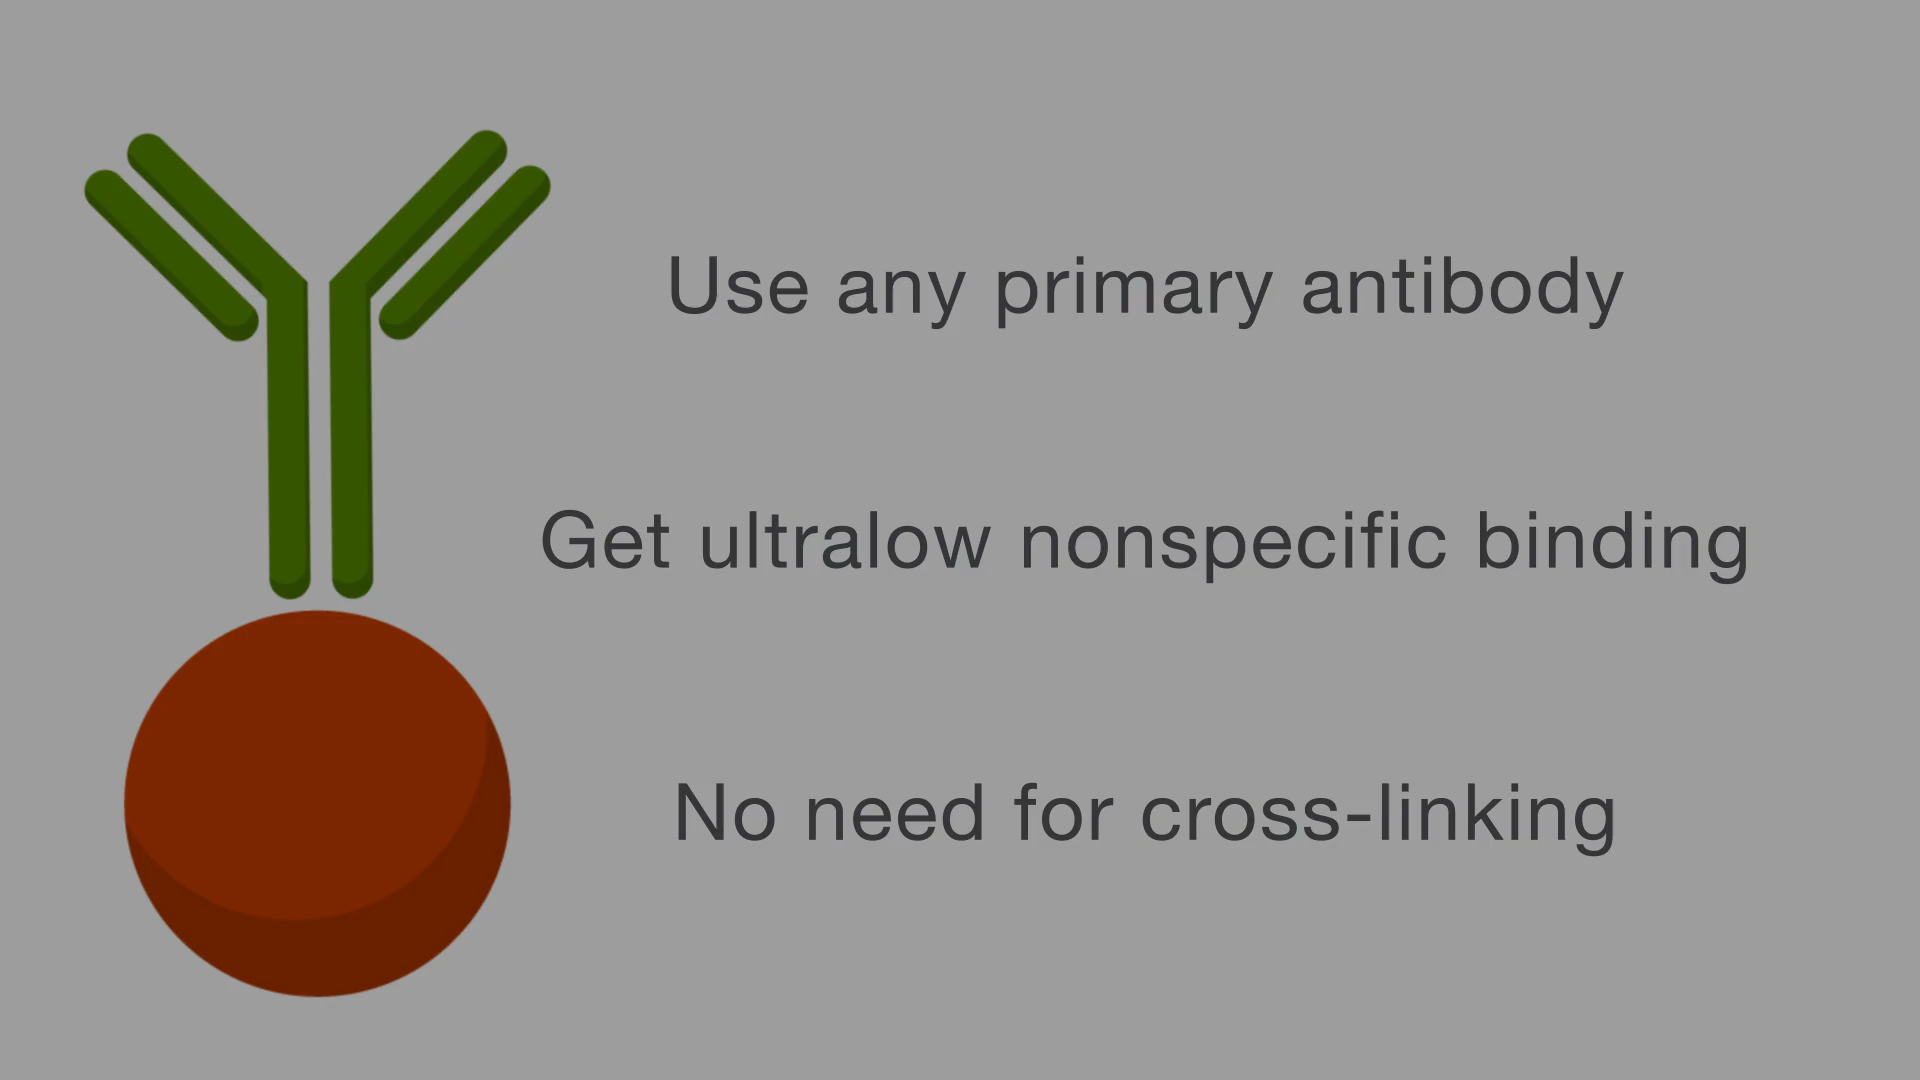 Use any primary antibody
Get ultralow nonspecific binding
No need for cross-linking